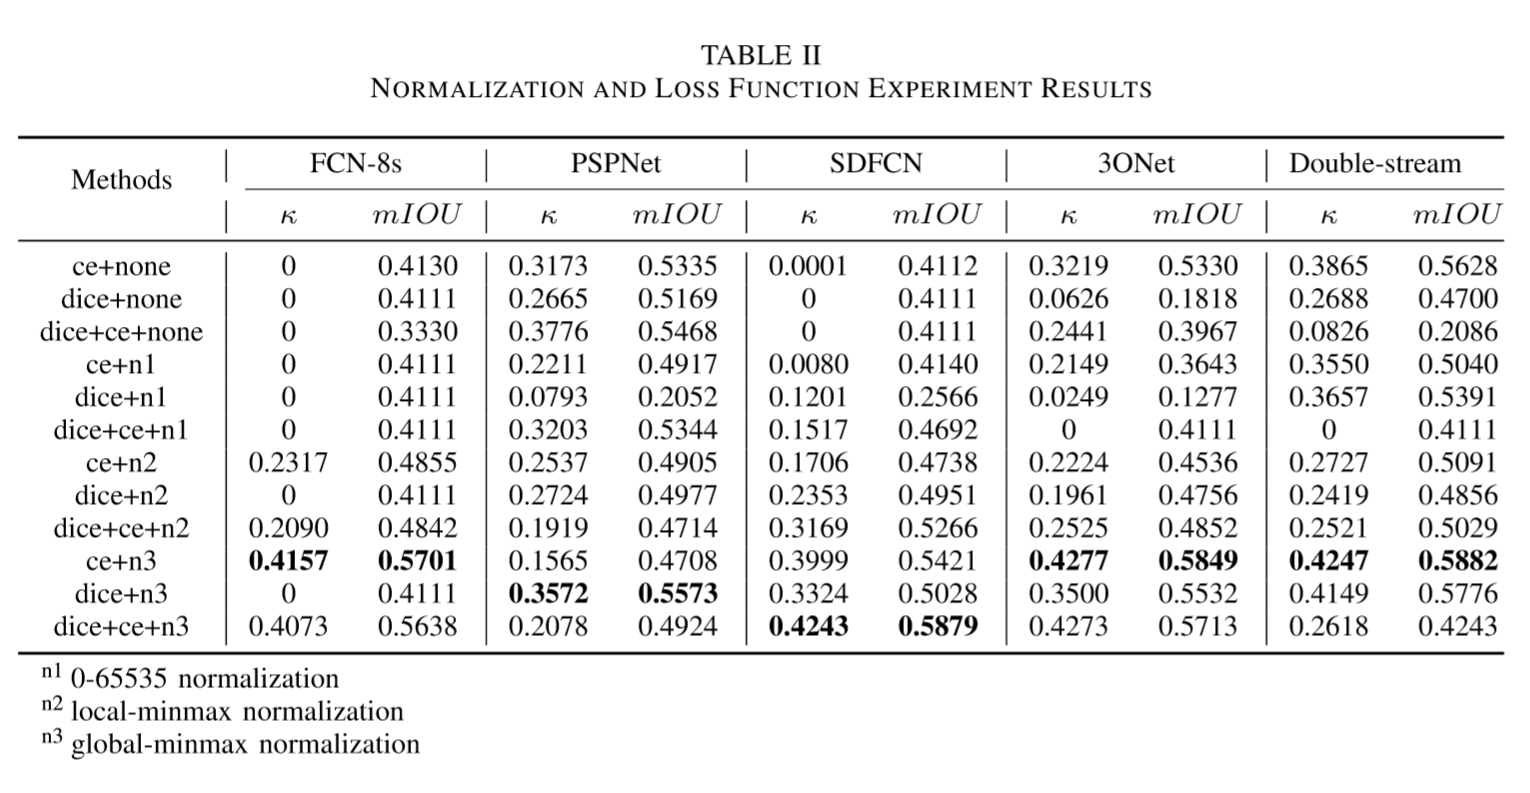 TABLE II
NORMALIZATION AND LOSS FUNCTION EXPERIMENT RESULTS
Methods FCN-8s PSPNet SDFCN 3ONet Double-stream
κ mIOU κ mIOU κ mIOU κ mIOU κ mIOU
ce+none 0 0.4130 0.3173 0.5335 0.0001 0.4112 0.3219 0.5330 0.3865 0.5628
dice+none 0 0.4111 0.2665 0.5169 0 0.4111 0.0626 0.1818 0.2688 0.4700
dice+ce+none 0 0.3330 0.3776 0.5468 0 0.4111 0.2441 0.3967 0.0826 0.2086
ce+n1 0 0.4111 0.2211 0.4917 0.0080 0.4140 0.2149 0.3643 0.3550 0.5040
dice+n1 0 0.4111 0.0793 0.2052 0.1201 0.2566 0.0249 0.1277 0.3657 0.5391
dice+ce+n1 0 0.4111 0.3203 0.5344 0.1517 0.4692 0 0.4111 0 0.4111
ce+n2 0.2317 0.4855 0.2537 0.4905 0.1706 0.4738 0.2224 0.4536 0.2727 0.5091
dice+n2 0 0.4111 0.2724 0.4977 0.2353 0.4951 0.1961 0.4756 0.2419 0.4856
dice+ce+n2 0.2090 0.4842 0.1919 0.4714 0.3169 0.5266 0.2525 0.4852 0.2521 0.5029
ce+n3 0.4157 0.5701 0.1565 0.4708 0.3999 0.5421 0.4277 0.5849 0.4247 0.5882
dice+n3 0 0.4111 0.3572 0.5573 0.3324 0.5028 0.3500 0.5532 0.4149 0.5776
dice+ce+n3 0.4073 0.5638 0.2078 0.4924 0.4243 0.5879 0.4273 0.5713 0.2618 0.4243
n1 0-65535 normalization
n2 local-minmax normalization
n3 global-minmax normalization